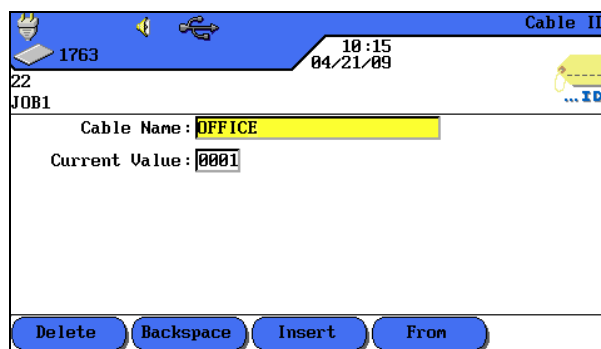 Cable ID
1763
10:15
04/21/09
22
JOB1
...ID
Cable Name: OFFICE
Current Value: 0001
Delete Backspace Insert From